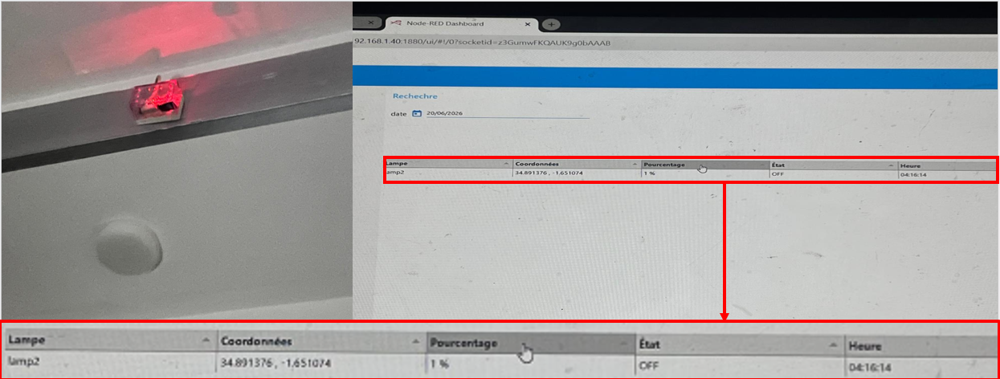 Node-RED Dashboard
92.168.1.40:1880/ui/#!/0?socketid=z3GumwFKQAUK9g0bAAA8
Rechechre
date 20/06/2026
Lampe Coordonnées Pourcentage État Heure
lamp2 34.891376 , -1.651074 1 % OFF 04:16:14
Lampe Coordonnées Pourcentage État Heure
lamp2 34.891376 , -1.651074 1 % OFF 04:16:14